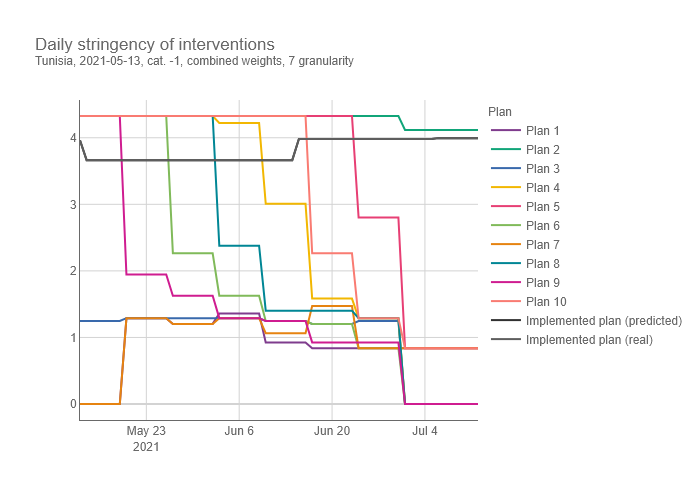 Daily stringency of interventions
Tunisia, 2021-05-13, cat. -1, combined weights, 7 granularity
Plan
Plan 1
Plan 2
Plan 3
Plan 4
Plan 5
Plan 6
Plan 7
Plan 8
Plan 9
Plan 10
Implemented plan (predicted)
Implemented plan (real)
4
3
2
1
0
May 23
2021
Jun 6
Jun 20
Jul 4